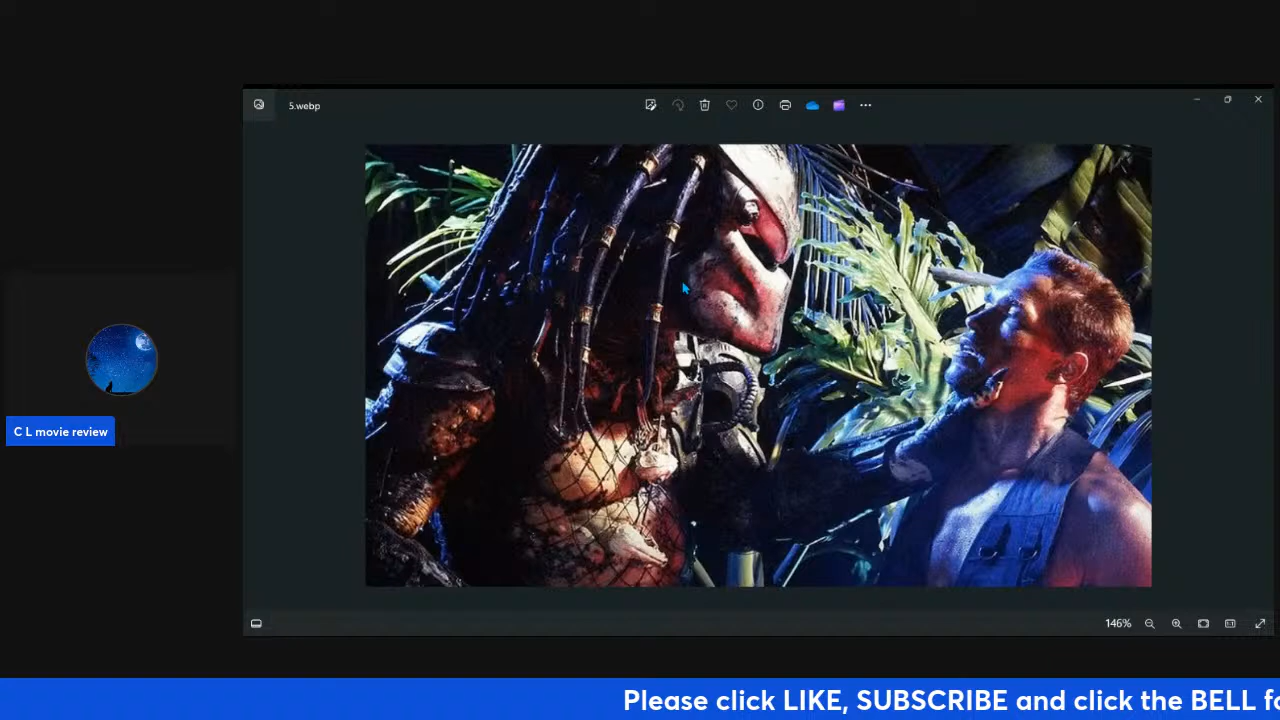 5.webp
C L movie review
146%
Please click LIKE, SUBSCRIBE and click the BELL fo